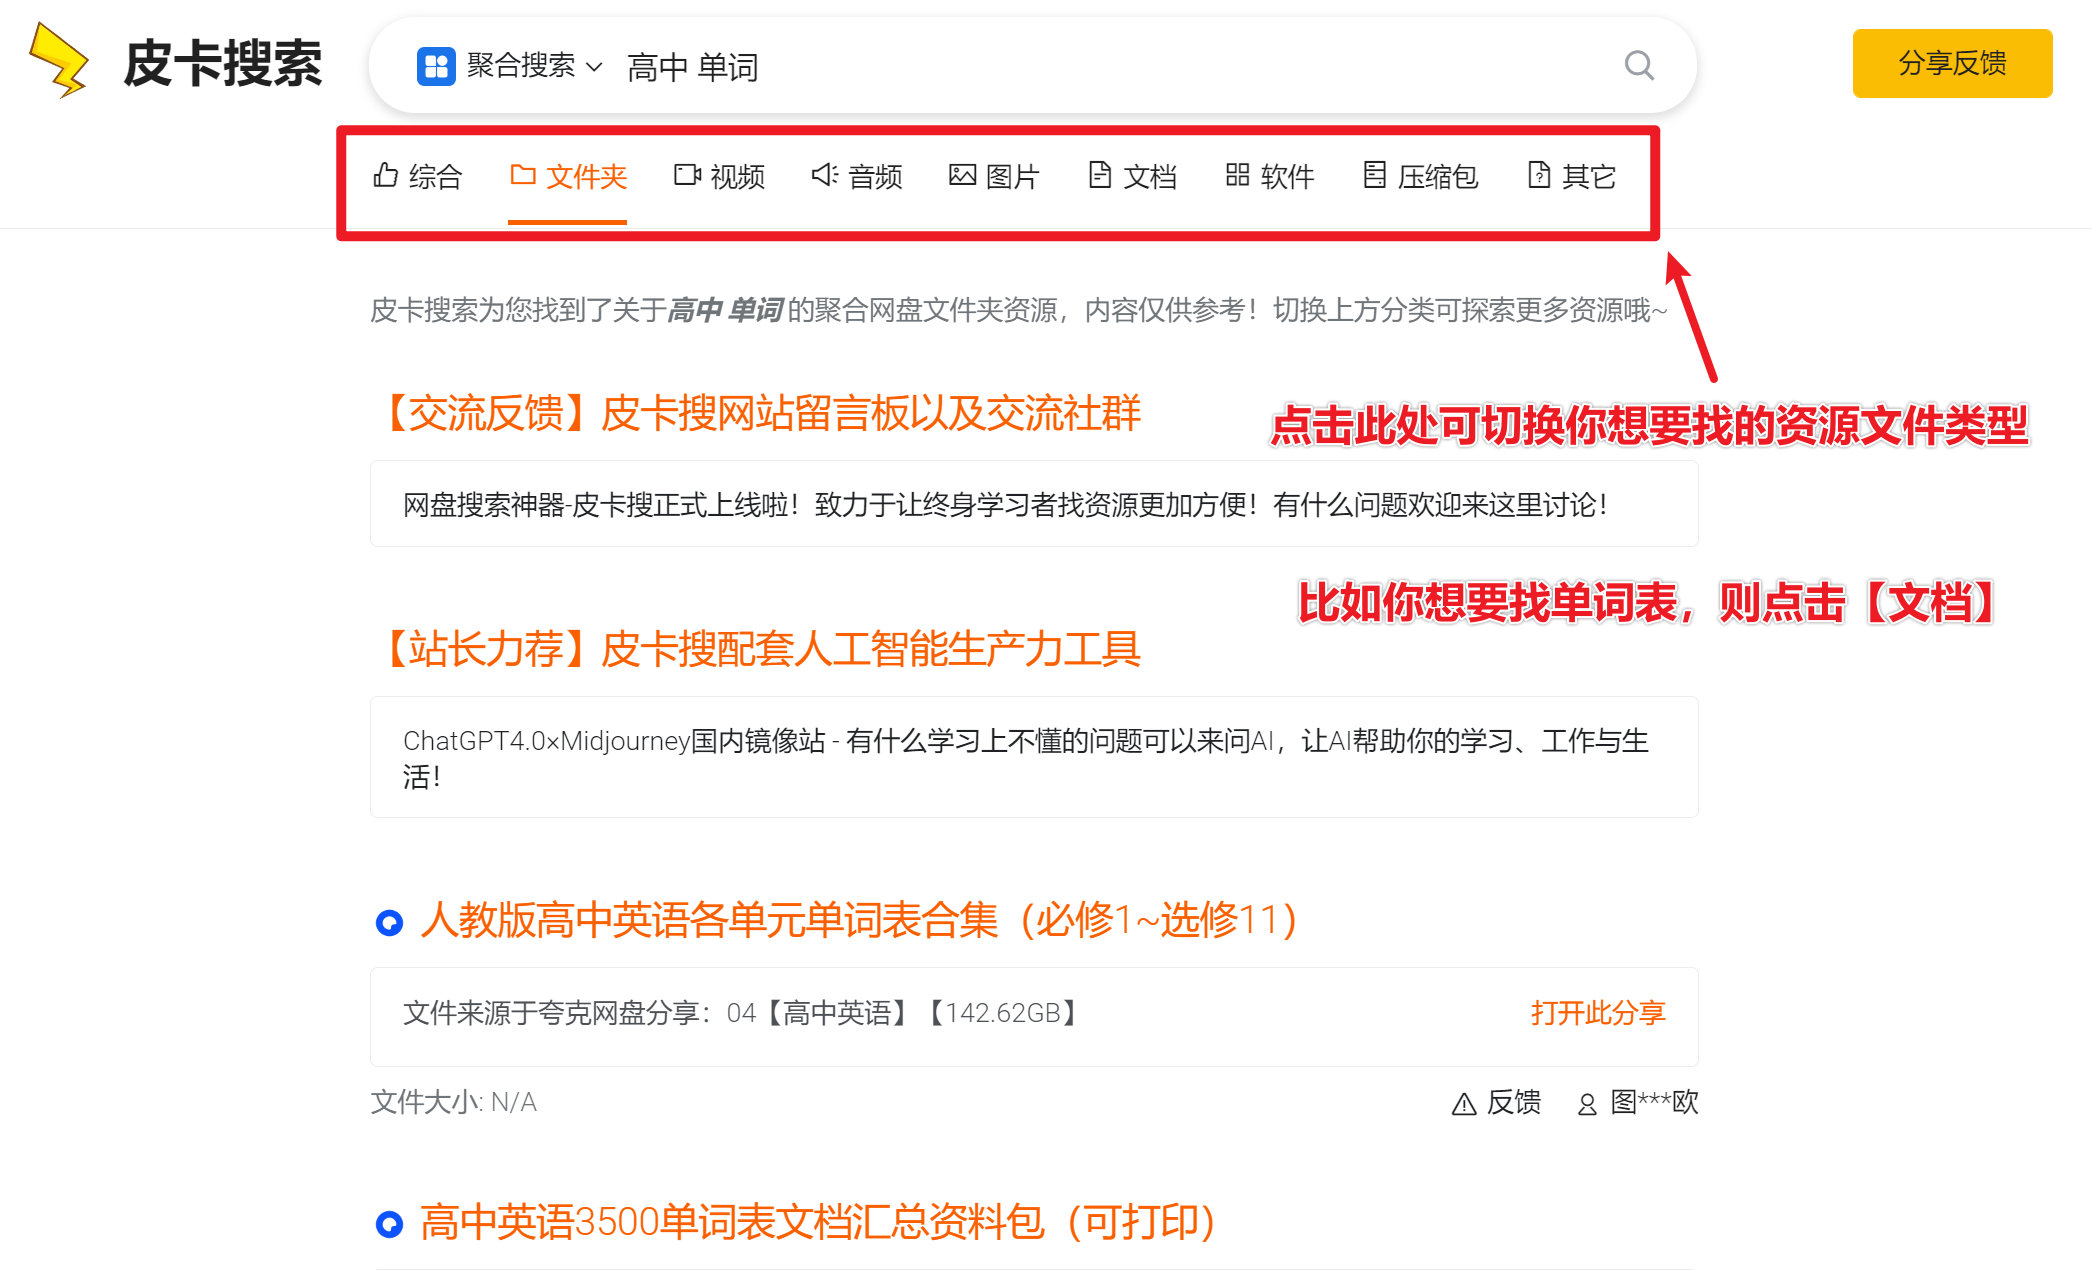 皮卡搜索
聚合搜索 高中 单词
分享反馈
综合 文件夹 视频 音频 图片 文档 软件 压缩包 其它
皮卡搜索为您找到了关于高中 单词 的聚合网盘文件夹资源，内容仅供参考！切换上方分类可探索更多资源哦~
【交流反馈】皮卡搜网站留言板以及交流社群
点击此处可切换你想要找的资源文件类型
网盘搜索神器-皮卡搜正式上线啦！致力于让终身学习者找资源更加方便！有什么问题欢迎来这里讨论！
比如你想要找单词表，则点击【文档】
【站长力荐】皮卡搜配套人工智能生产力工具
ChatGPT4.0×Midjourney国内镜像站 - 有什么学习上不懂的问题可以来问AI，让AI帮助你的学习、工作与生
活！
人教版高中英语各单元单词表合集（必修1~选修11）
文件来源于夸克网盘分享：04【高中英语】【142.62GB】 打开此分享
文件大小: N/A 反馈 图***欧
高中英语3500单词表文档汇总资料包（可打印）